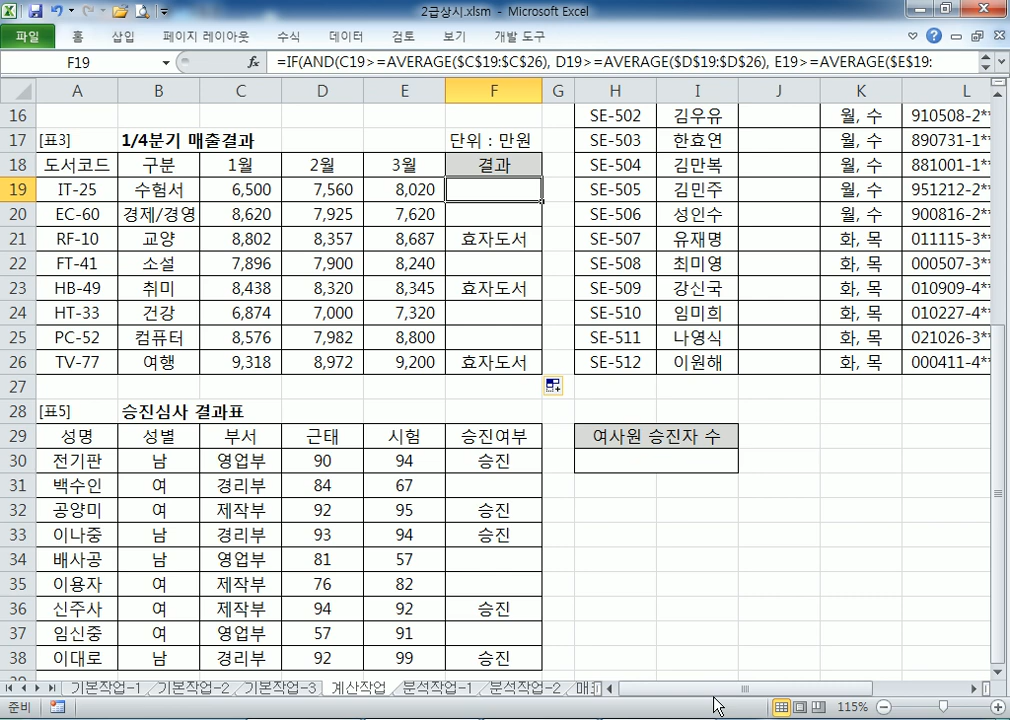 2급상시.xlsm - Microsoft Excel
파일 홈 삽입 페이지 레이아웃 수식 데이터 검토 보기 개발 도구
F19 fx =IF(AND(C19>=AVERAGE($C$19:$C$26), D19>=AVERAGE($D$19:$D$26), E19>=AVERAGE($E$19:
A B C D E F G H I J K L
16 SE-502 김우유 월, 수 910508-2**
17 [표3] 1/4분기 매출결과 단위 : 만원 SE-503 한효연 월, 수 890731-1**
18 도서코드 구분 1월 2월 3월 결과 SE-504 김만복 월, 수 881001-1**
19 IT-25 수험서 6,500 7,560 8,020 SE-505 김민주 월, 수 951212-2**
20 EC-60 경제/경영 8,620 7,925 7,620 SE-506 성인수 월, 수 900816-2**
21 RF-10 교양 8,802 8,357 8,687 효자도서 SE-507 유재명 화, 목 011115-3**
22 FT-41 소설 7,896 7,900 8,240 SE-508 최미영 화, 목 000507-3**
23 HB-49 취미 8,438 8,320 8,345 효자도서 SE-509 강신국 화, 목 010909-4**
24 HT-33 건강 6,874 7,000 7,320 SE-510 임미희 화, 목 010227-4**
25 PC-52 컴퓨터 8,576 7,982 8,800 SE-511 나영식 화, 목 021026-3**
26 TV-77 여행 9,318 8,972 9,200 효자도서 SE-512 이원해 화, 목 000411-4**
27
28 [표5] 승진심사 결과표
29 성명 성별 부서 근태 시험 승진여부 여사원 승진자 수
30 전기판 남 영업부 90 94 승진
31 백수인 여 경리부 84 67
32 공양미 여 제작부 92 95 승진
33 이나중 남 경리부 93 94 승진
34 배사공 남 영업부 81 57
35 이용자 여 제작부 76 82
36 신주사 여 제작부 94 92 승진
37 임신중 여 영업부 57 91
38 이대로 남 경리부 92 99 승진
기본작업-1 기본작업-2 기본작업-3 계산작업 분석작업-1 분석작업-2
준비 115%